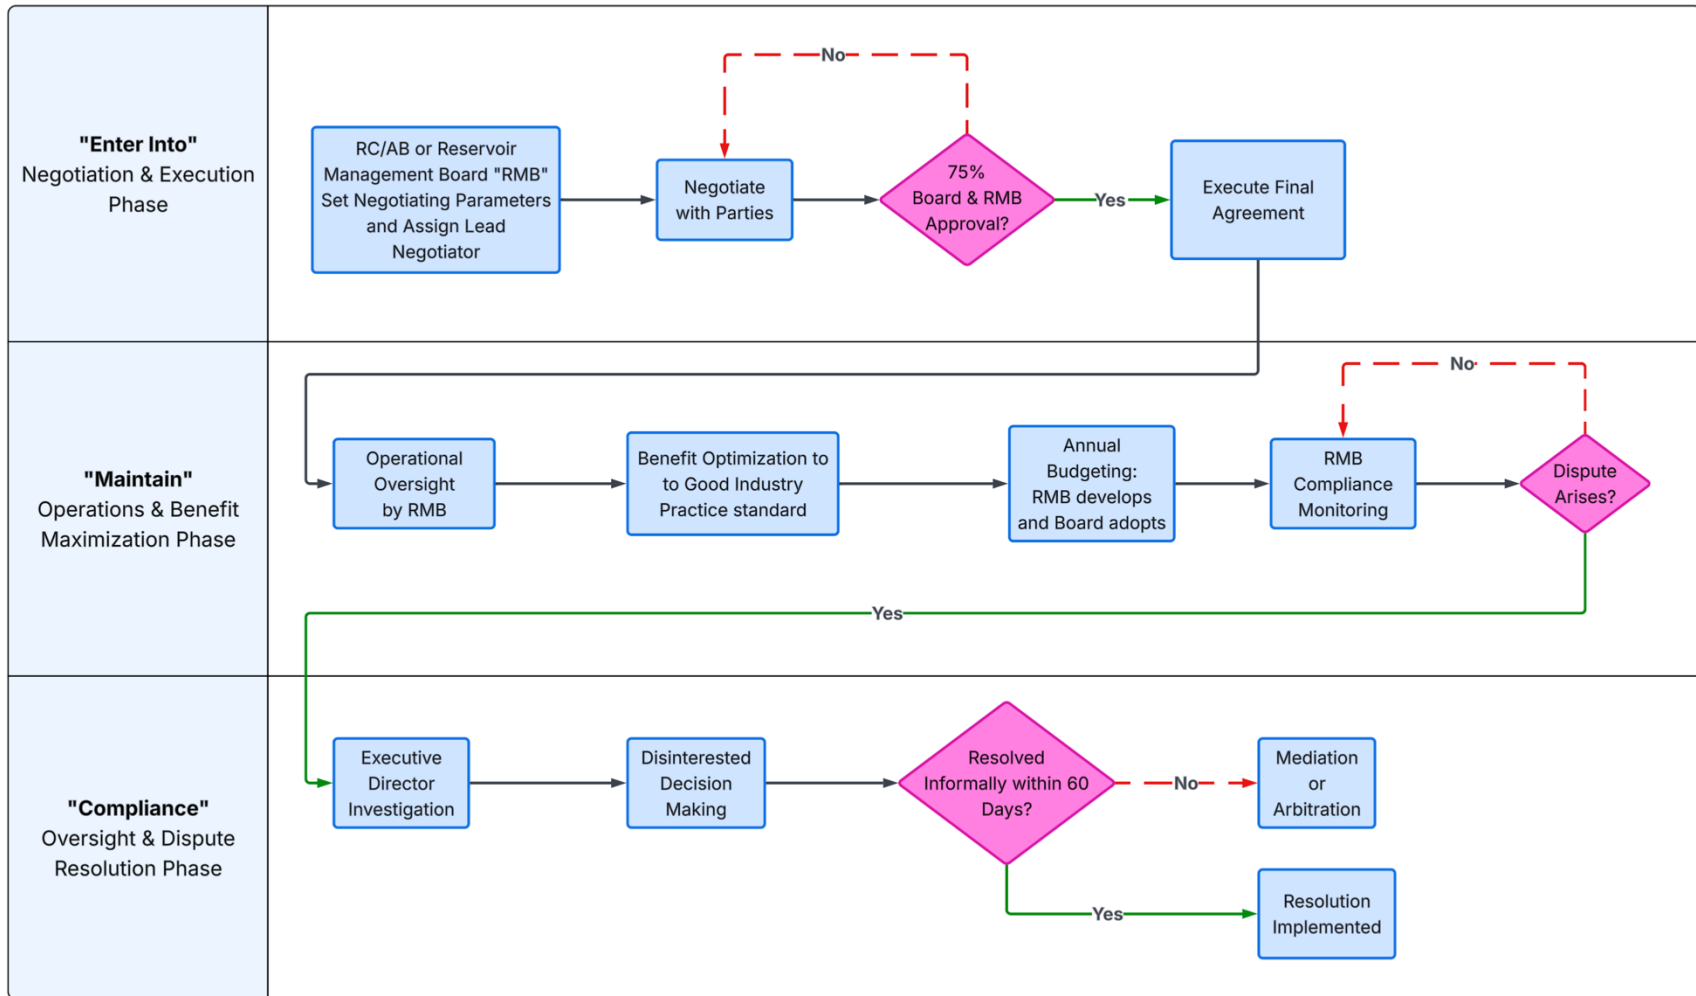 "Enter Into"
Negotiation & Execution
Phase
RC/AB or Reservoir
Management Board "RMB"
Set Negotiating Parameters
and Assign Lead
Negotiator
Negotiate
with Parties
No
75%
Board & RMB
Approval?
Yes
Execute Final
Agreement
"Maintain"
Operations & Benefit
Maximization Phase
Operational
Oversight
by RMB
Benefit Optimization to
to Good Industry
Practice standard
Annual
Budgeting:
RMB develops
and Board adopts
RMB
Compliance
Monitoring
No
Dispute
Arises?
Yes
"Compliance"
Oversight & Dispute
Resolution Phase
Executive
Director
Investigation
Disinterested
Decision
Making
Resolved
Informally within 60
Days?
No
Mediation
or
Arbitration
Yes
Resolution
Implemented